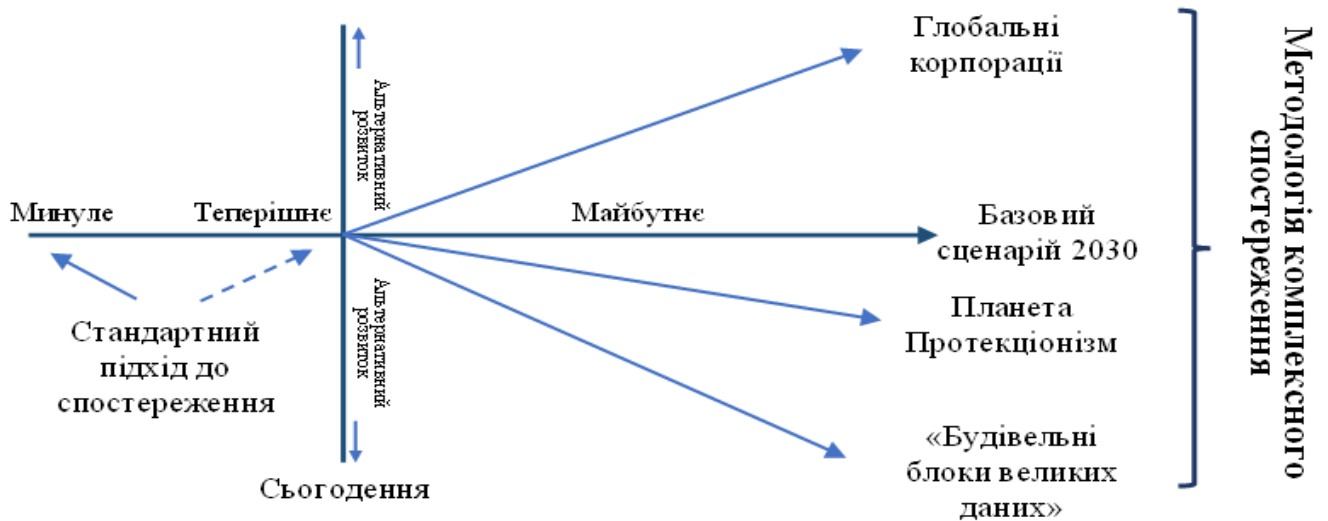 Глобальні
корпорації
Альтернативний
розвиток
Минуле
Теперішнє
Майбутнє
Базовий
сценарій 2030
Альтернативний
розвиток
Стандартний
підхід до
спостереження
Планета
Протекціонізм
«Будівельні
блоки великих
даних»
Сьогодення
Методологія комплексного
спостереження